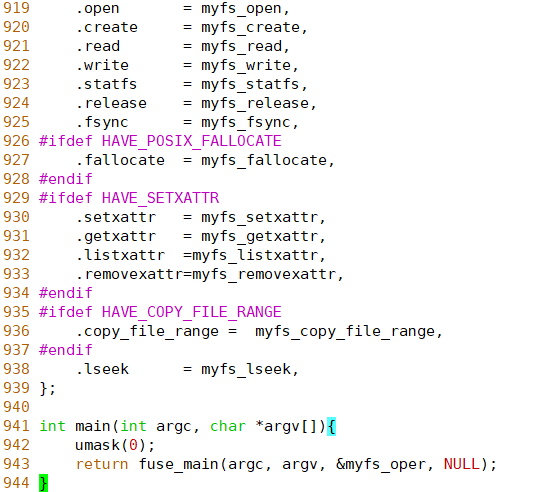 919     .open       = myfs_open,
920     .create     = myfs_create,
921     .read       = myfs_read,
922     .write      = myfs_write,
923     .statfs     = myfs_statfs,
924     .release    = myfs_release,
925     .fsync      = myfs_fsync,
926 #ifdef HAVE_POSIX_FALLOCATE
927     .fallocate  = myfs_fallocate,
928 #endif
929 #ifdef HAVE_SETXATTR
930     .setxattr   = myfs_setxattr,
931     .getxattr   = myfs_getxattr,
932     .listxattr  =myfs_listxattr,
933     .removexattr=myfs_removexattr,
934 #endif
935 #ifdef HAVE_COPY_FILE_RANGE
936     .copy_file_range =  myfs_copy_file_range,
937 #endif
938     .lseek      = myfs_lseek,
939 };
940
941 int main(int argc, char *argv[]){
942     umask(0);
943     return fuse_main(argc, argv, &myfs_oper, NULL);
944 }